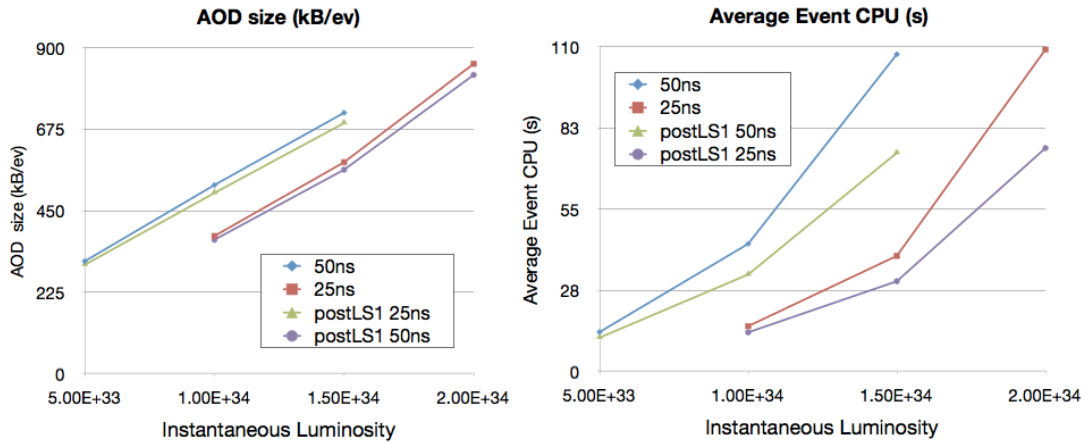 AOD size (kB/ev)
900
675
450
225
0
AOD size (kB/ev)
50ns
25ns
postLS1 25ns
postLS1 50ns
5.00E+33 1.00E+34 1.50E+34 2.00E+34
Instantaneous Luminosity
Average Event CPU (s)
110
83
55
28
0
Average Event CPU (s)
50ns
25ns
postLS1 50ns
postLS1 25ns
5.00E+33 1.00E+34 1.50E+34 2.00E+34
Instantaneous Luminosity